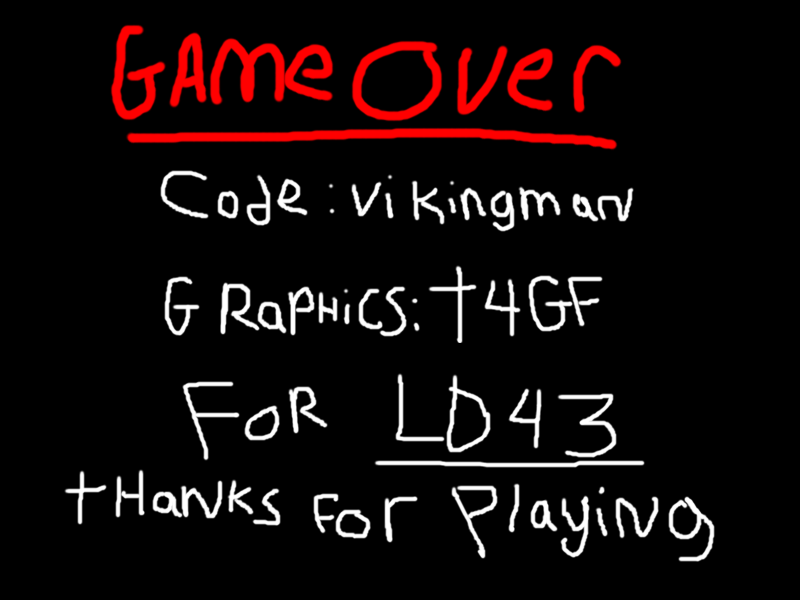 GAMe Over
Code: vikingman
GRAPHiCS: t4GF
FoR LD43
tHANKS FOR Playing